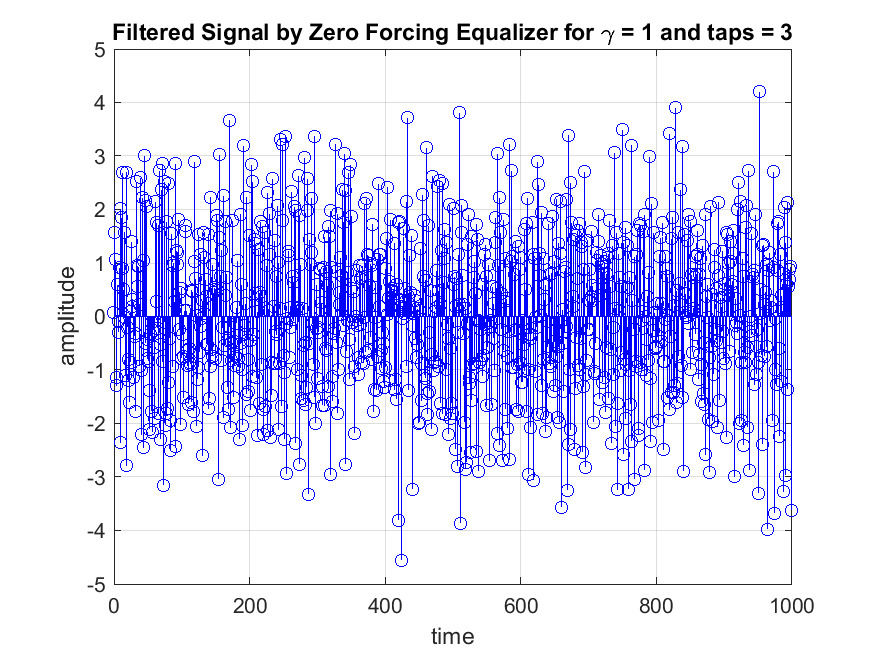 Filtered Signal by Zero Forcing Equalizer for γ = 1 and taps = 3
5
4
3
2
1
0
-1
-2
-3
-4
-5
amplitude
0 200 400 600 800 1000
time